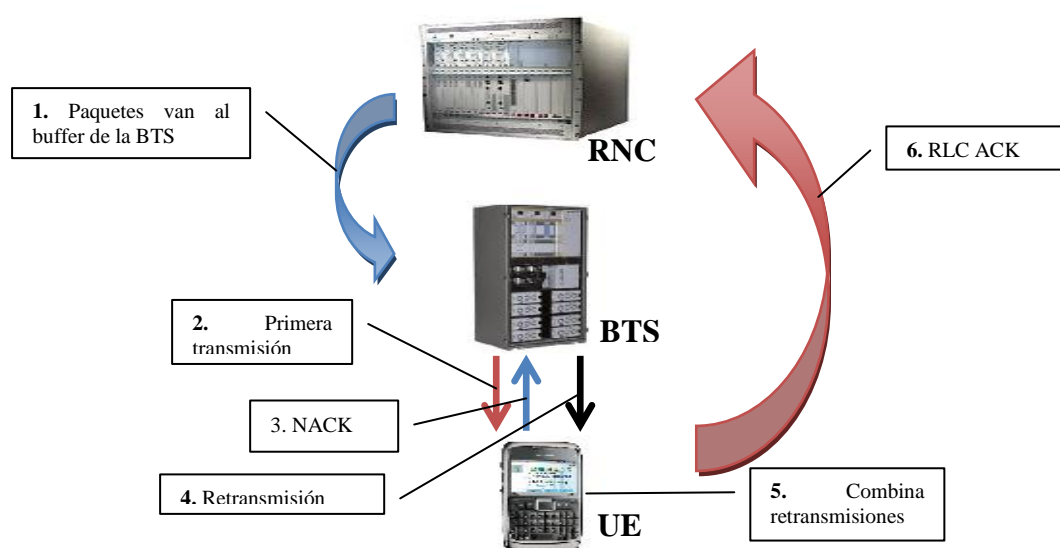 1. Paquetes van al
buffer de la BTS
RNC
6. RLC ACK
2. Primera
transmisión
BTS
3. NACK
4. Retransmisión
UE
5. Combina
retransmisiones